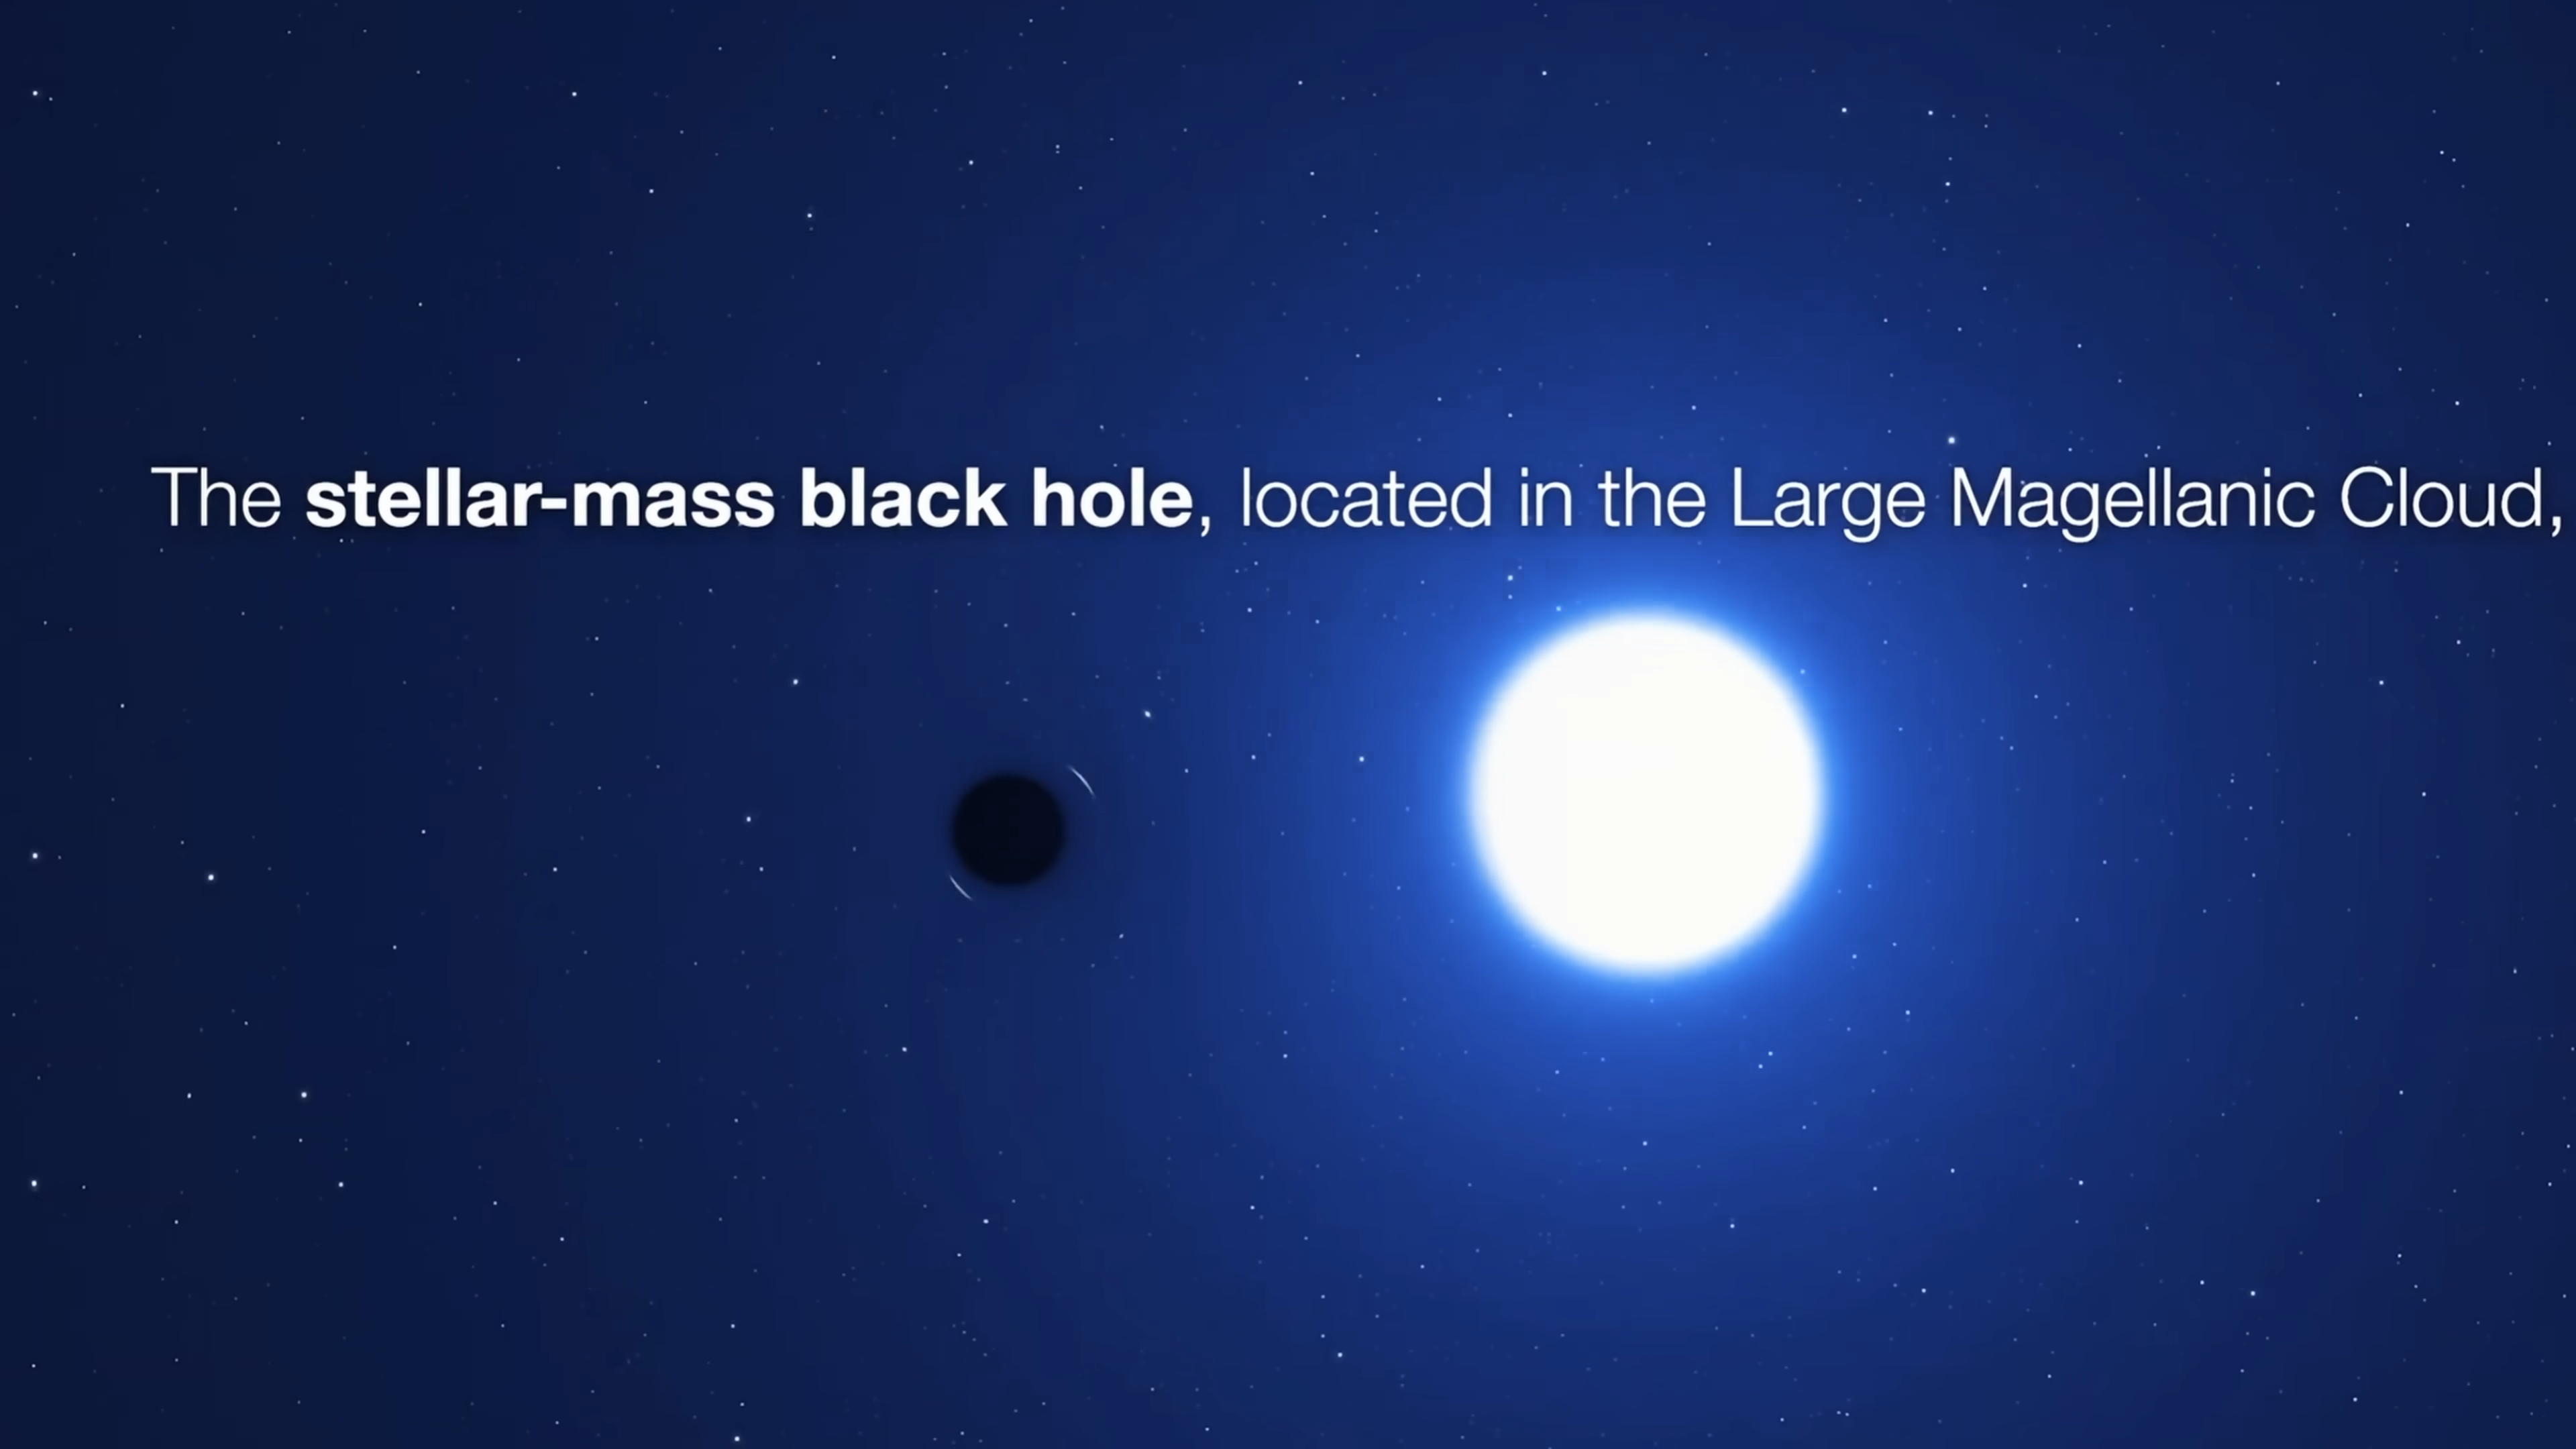 The stellar-mass black hole, located in the Large Magellanic Cloud,